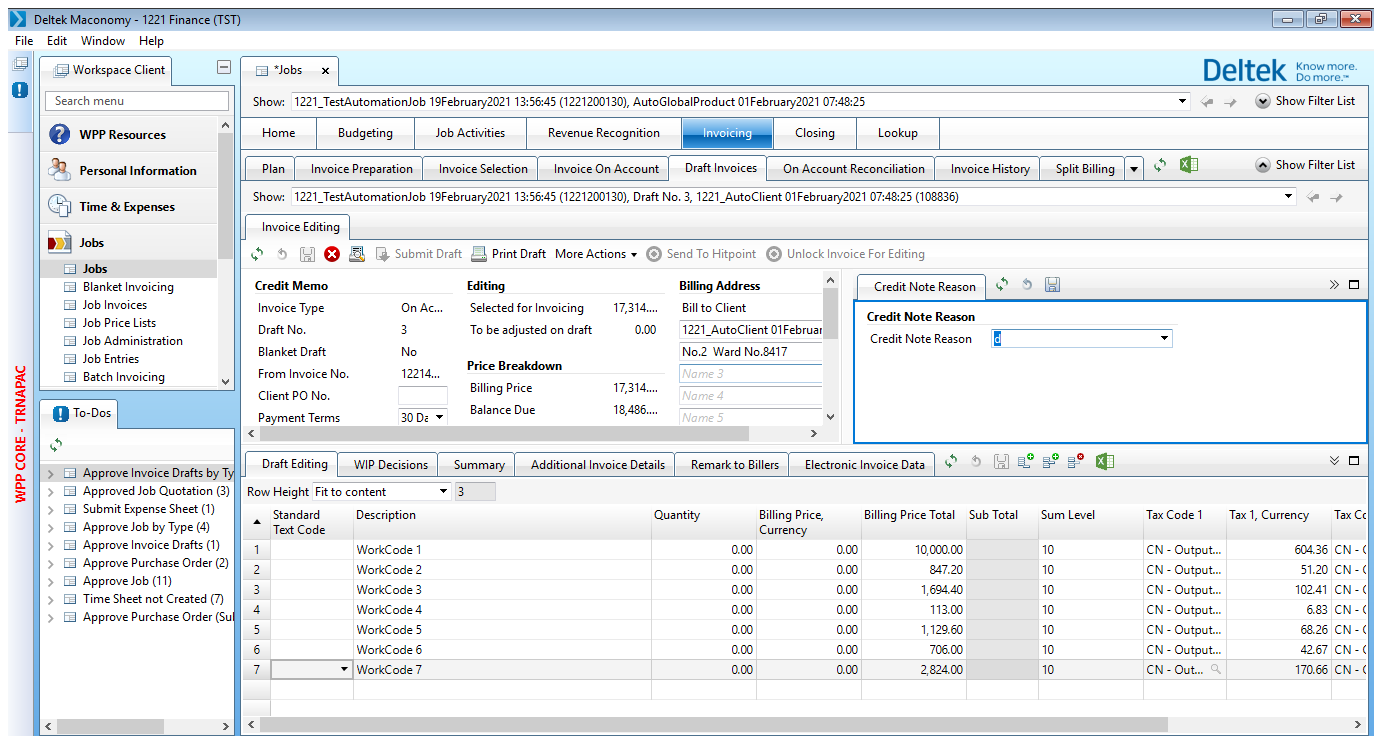 Deltek Maconomy - 1221 Finance (TST)
File Edit Window Help
WPP CORE - TRNAPAC
Workspace Client
Search menu
WPP Resources
Personal Information
Time & Expenses
Jobs
Jobs
Blanket Invoicing
Job Invoices
Job Price Lists
Job Administration
Job Entries
Batch Invoicing
To-Dos
Approve Invoice Drafts by Ty
Approved Job Quotation (3)
Submit Expense Sheet (1)
Approve Job by Type (4)
Approve Invoice Drafts (1)
Approve Purchase Order (2)
Approve Job (11)
Time Sheet not Created (7)
Approve Purchase Order (Sul
*Jobs
Deltek Know more. Do more.™
Show: 1221_TestAutomationJob 19February2021 13:56:45 (1221200130), AutoGlobalProduct 01February2021 07:48:25 Show Filter List
Home Budgeting Job Activities Revenue Recognition Invoicing Closing Lookup
Plan Invoice Preparation Invoice Selection Invoice On Account Draft Invoices On Account Reconciliation Invoice History Split Billing Show Filter List
Show: 1221_TestAutomationJob 19February2021 13:56:45 (1221200130), Draft No. 3, 1221_AutoClient 01February2021 07:48:25 (108836)
Invoice Editing
Submit Draft Print Draft More Actions Send To Hitpoint Unlock Invoice For Editing
Credit Memo
Invoice Type On Ac...
Draft No. 3
Blanket Draft No
From Invoice No. 12214...
Client PO No.
Payment Terms 30 Da
Editing
Selected for Invoicing 17,314....
To be adjusted on draft 0.00
Price Breakdown
Billing Price 17,314....
Balance Due 18,486....
Billing Address
Bill to Client
1221_AutoClient 01Februar
No.2 Ward No.8417
Name 3
Name 4
Name 5
Credit Note Reason
Credit Note Reason
Credit Note Reason d
Draft Editing WIP Decisions Summary Additional Invoice Details Remark to Billers Electronic Invoice Data
Row Height Fit to content 3
Standard Text Code Description Quantity Billing Price, Currency Billing Price Total Sub Total Sum Level Tax Code 1 Tax 1, Currency Tax Cc
1 WorkCode 1 0.00 0.00 10,000.00 10 CN - Output... 604.36 CN - (
2 WorkCode 2 0.00 0.00 847.20 10 CN - Output... 51.20 CN - (
3 WorkCode 3 0.00 0.00 1,694.40 10 CN - Output... 102.41 CN - (
4 WorkCode 4 0.00 0.00 113.00 10 CN - Output... 6.83 CN - (
5 WorkCode 5 0.00 0.00 1,129.60 10 CN - Output... 68.26 CN - (
6 WorkCode 6 0.00 0.00 706.00 10 CN - Output... 42.67 CN - (
7 WorkCode 7 0.00 0.00 2,824.00 10 CN - Out... 170.66 CN - (